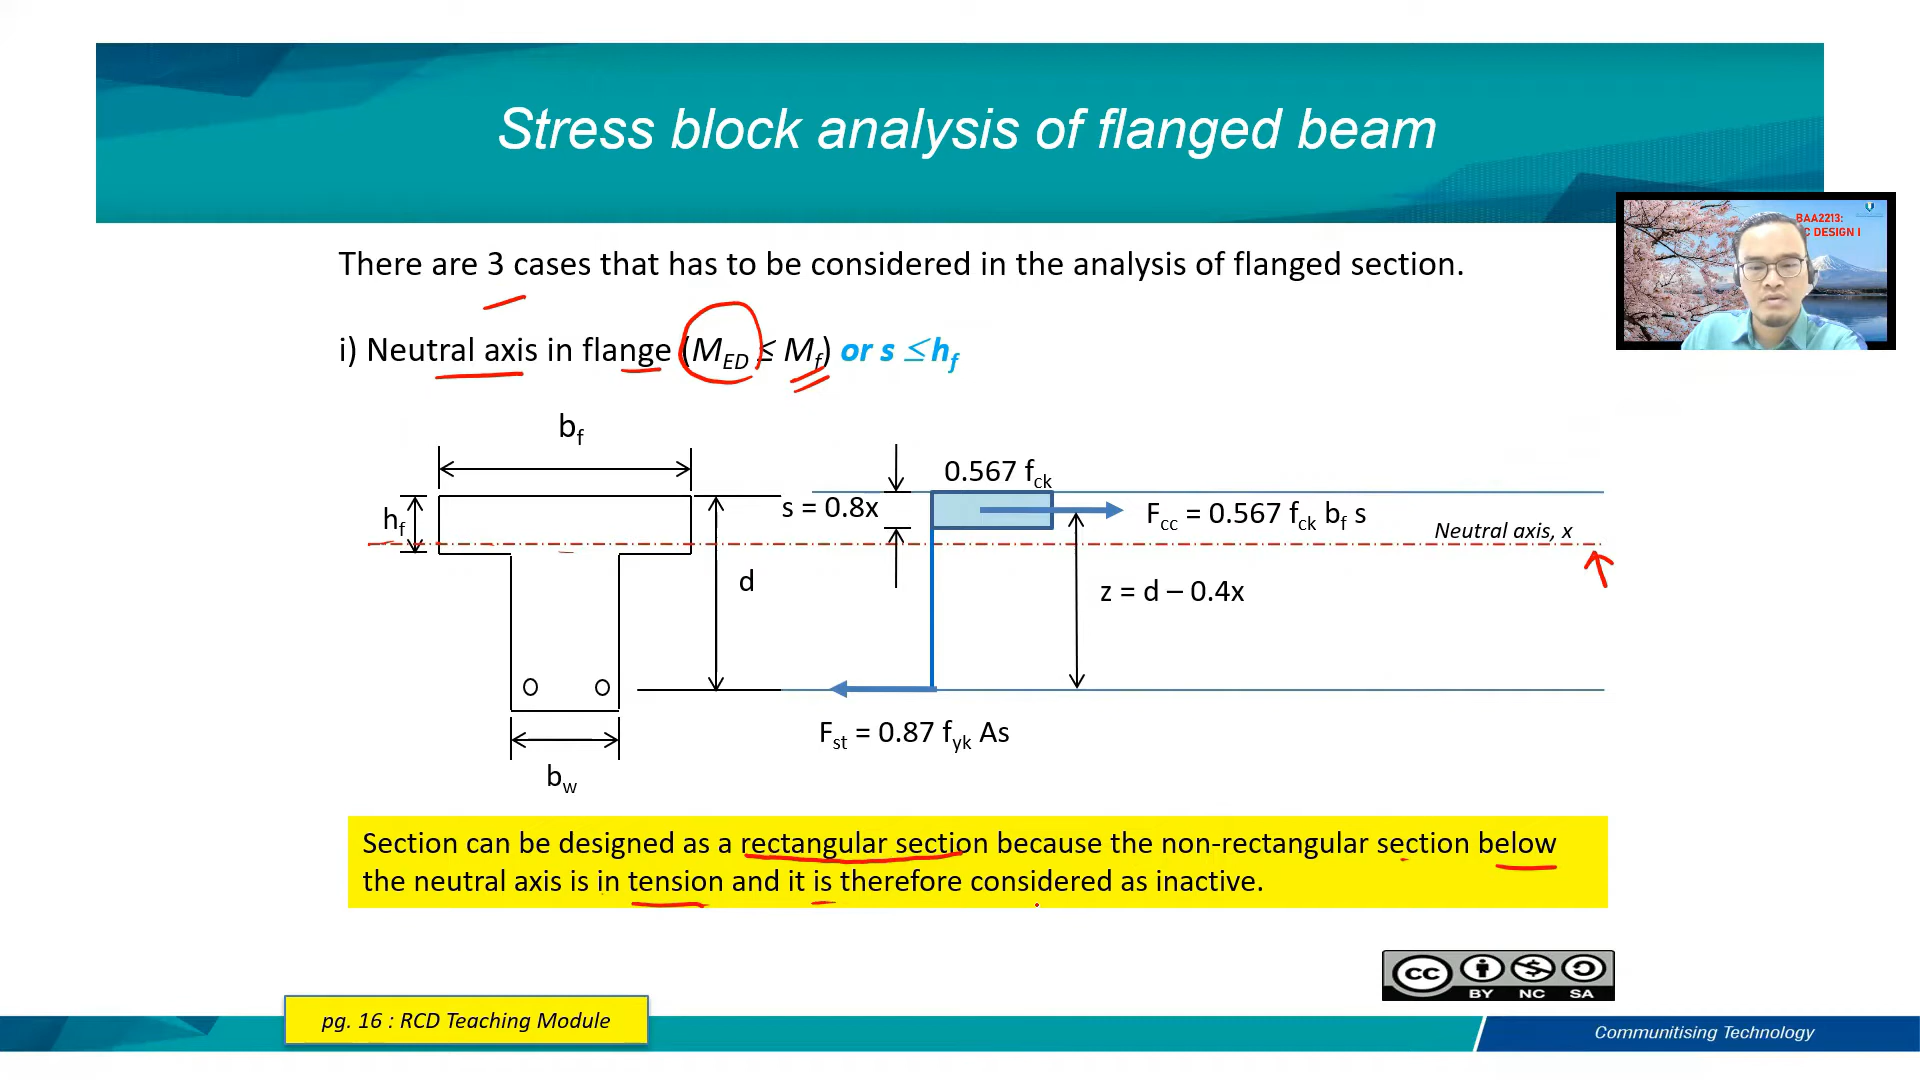 Stress block analysis of flanged beam
BAA2213:
C DESIGN I
There are 3 cases that has to be considered in the analysis of flanged section.
i) Neutral axis in flange (M_ED ≤ M_f) or s ≤ h_f
b_f
0.567 f_ck
s = 0.8x
h_f
F_cc = 0.567 f_ck b_f s
Neutral axis, x
d
z = d – 0.4x
F_st = 0.87 f_yk As
b_w
Section can be designed as a rectangular section because the non-rectangular section below
the neutral axis is in tension and it is therefore considered as inactive.
cc
BY NC SA
pg. 16 : RCD Teaching Module
Communitising Technology